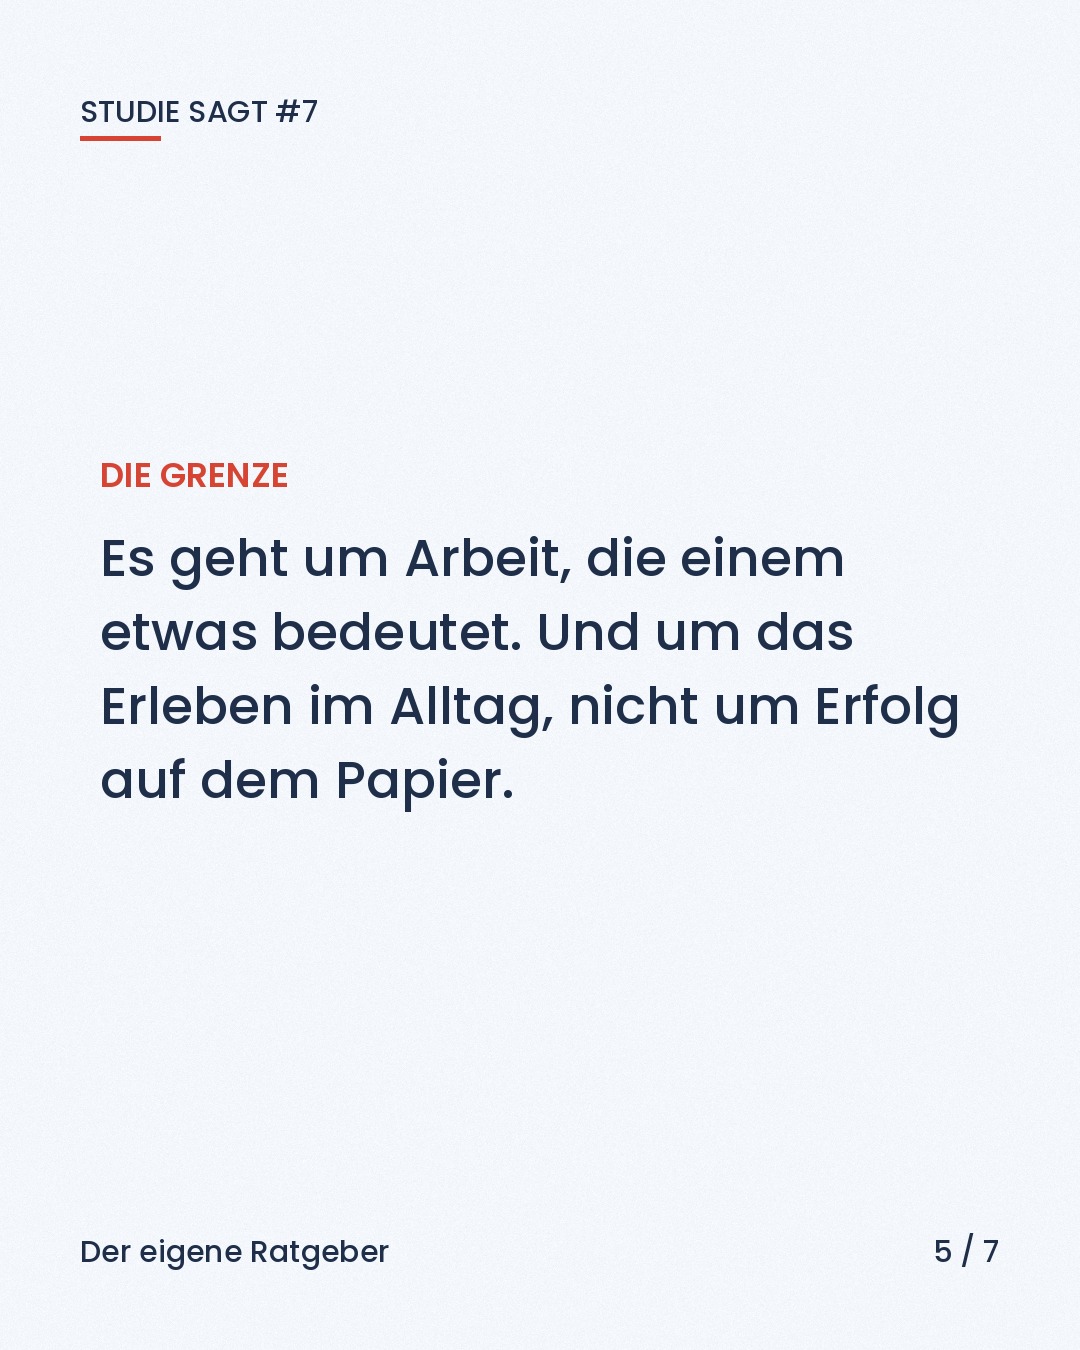 STUDIE SAGT #7
DIE GRENZE
Es geht um Arbeit, die einem
etwas bedeutet. Und um das
Erleben im Alltag, nicht um Erfolg
auf dem Papier.
Der eigene Ratgeber
5 / 7